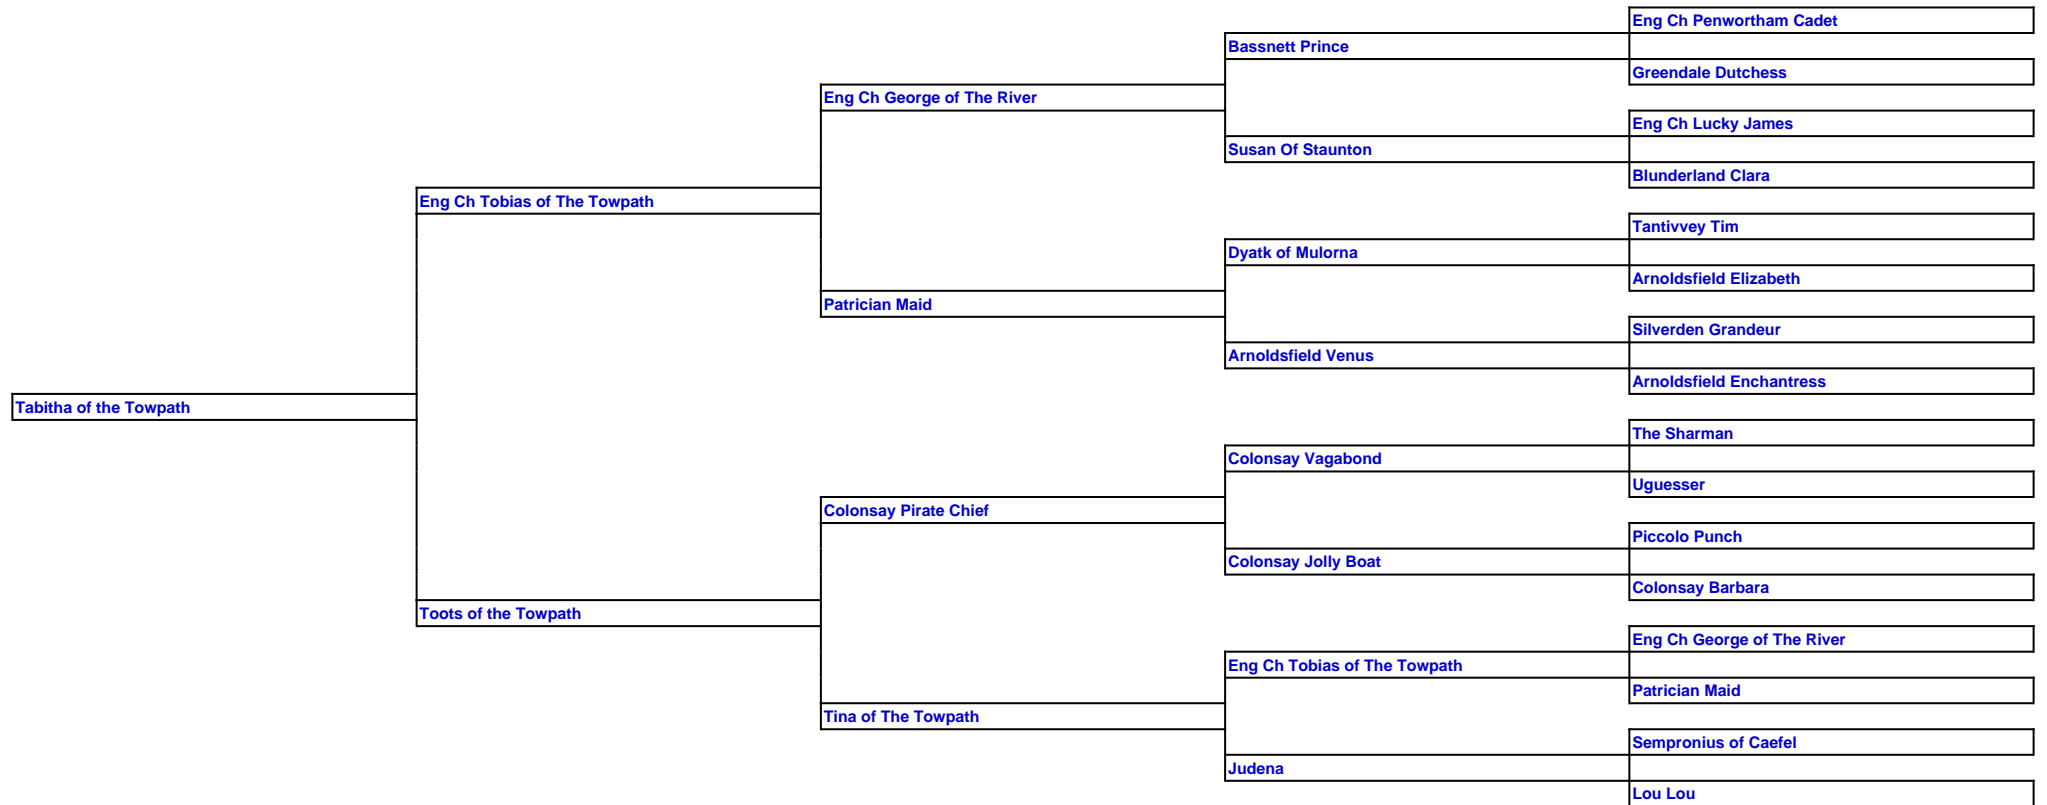 Eng Ch Penwortham Cadet
Bassnett Prince
Greendale Dutchess
Eng Ch George of The River
Eng Ch Lucky James
Susan Of Staunton
Blunderland Clara
Eng Ch Tobias of The Towpath
Tantivvey Tim
Dyatk of Mulorna
Arnoldsfield Elizabeth
Patrician Maid
Silverden Grandeur
Arnoldsfield Venus
Arnoldsfield Enchantress
Tabitha of the Towpath
The Sharman
Colonsay Vagabond
Uguesser
Colonsay Pirate Chief
Piccolo Punch
Colonsay Jolly Boat
Colonsay Barbara
Toots of the Towpath
Eng Ch George of The River
Eng Ch Tobias of The Towpath
Patrician Maid
Tina of The Towpath
Sempronius of Caefel
Judena
Lou Lou